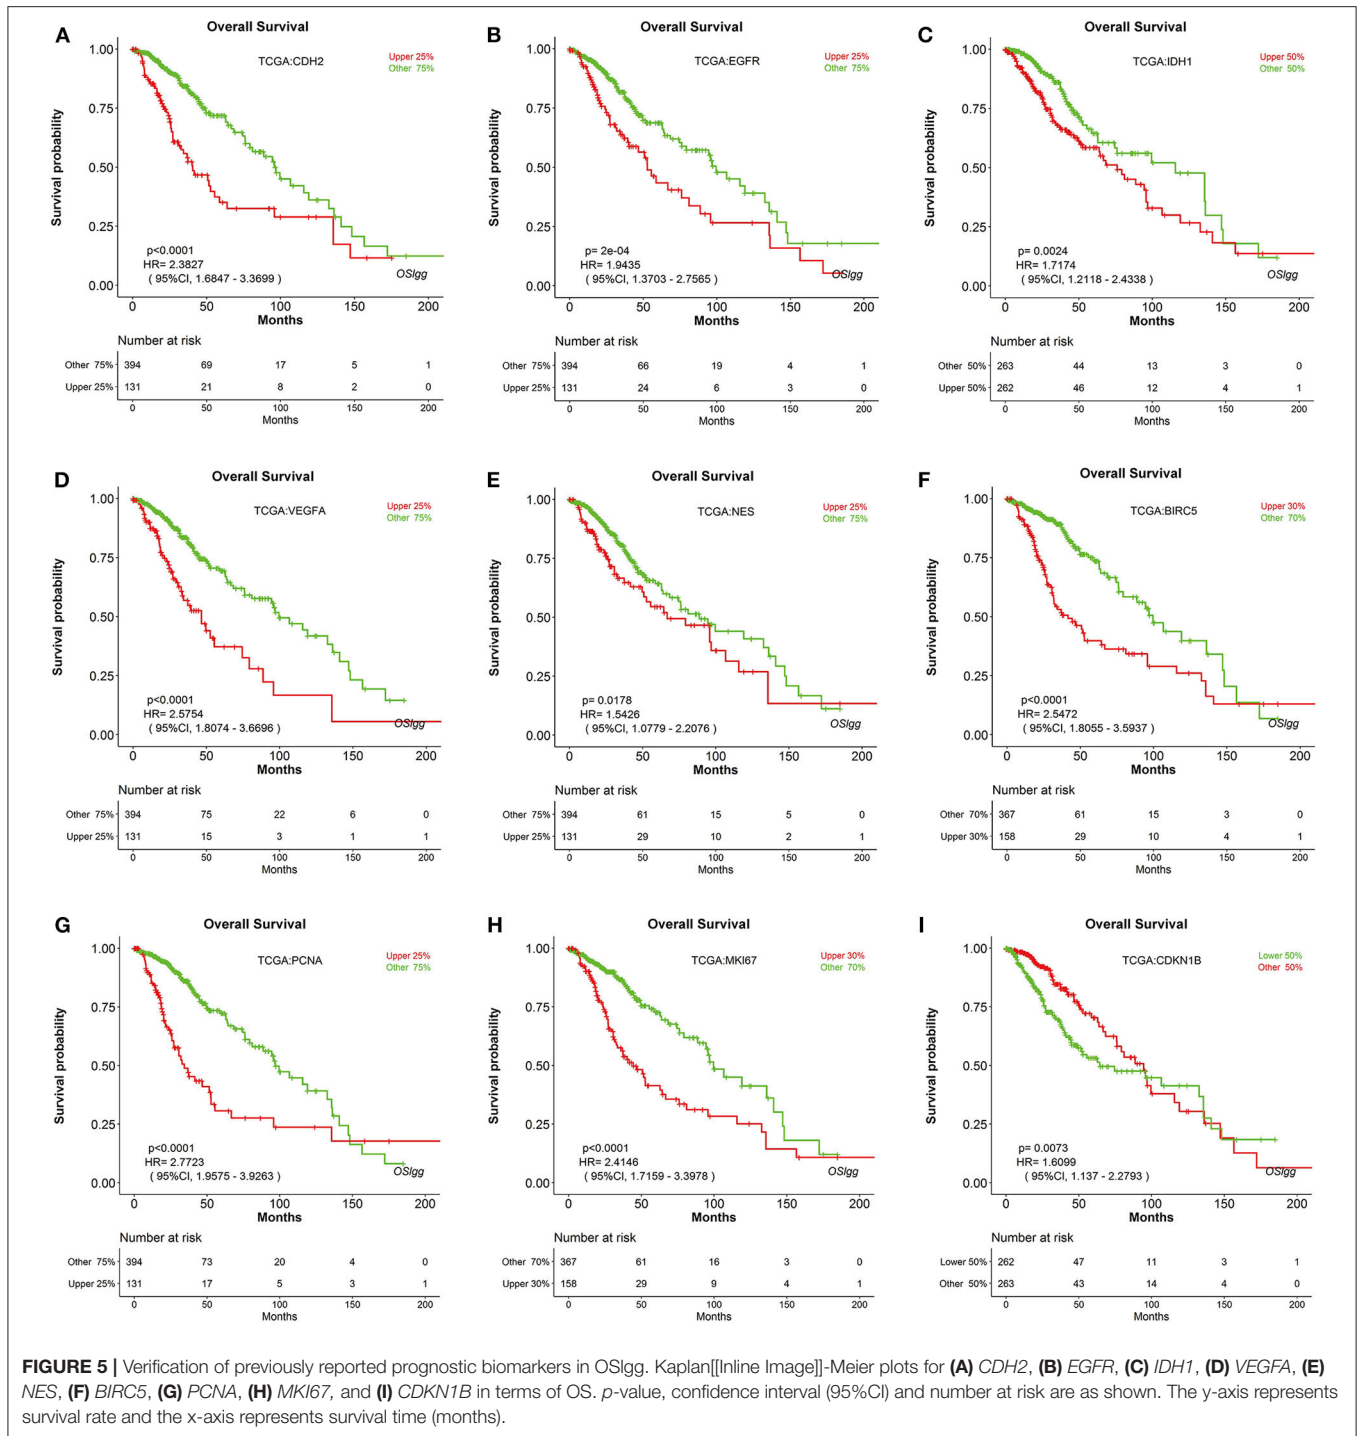 A
Overall Survival
TCGA:CDH2
Upper 25%
Other 75%
Survival probability
1.00
0.75
0.50
0.25
0.00
p<0.0001
HR= 2.3827
( 95%CI, 1.6847 - 3.3699 )
OSlgg
0 50 100 150 200
Months
Number at risk
Other 75% 394 69 17 5 1
Upper 25% 131 21 8 2 0
0 50 100 150 200
Months
B
Overall Survival
TCGA:EGFR
Upper 25%
Other 75%
Survival probability
1.00
0.75
0.50
0.25
0.00
p= 2e-04
HR= 1.9435
( 95%CI, 1.3703 - 2.7565 )
OSlgg
0 50 100 150 200
Months
Number at risk
Other 75% 394 66 19 4 1
Upper 25% 131 24 6 3 0
0 50 100 150 200
Months
C
Overall Survival
TCGA:IDH1
Upper 50%
Other 50%
Survival probability
1.00
0.75
0.50
0.25
0.00
p= 0.0024
HR= 1.7174
( 95%CI, 1.2118 - 2.4338 )
OSlgg
0 50 100 150 200
Months
Number at risk
Other 50% 263 44 13 3 0
Upper 50% 262 46 12 4 1
0 50 100 150 200
Months
D
Overall Survival
TCGA:VEGFA
Upper 25%
Other 75%
Survival probability
1.00
0.75
0.50
0.25
0.00
p<0.0001
HR= 2.5754
( 95%CI, 1.8074 - 3.6696 )
OSlgg
0 50 100 150 200
Months
Number at risk
Other 75% 394 75 22 6 0
Upper 25% 131 15 3 1 1
0 50 100 150 200
Months
E
Overall Survival
TCGA:NES
Upper 25%
Other 75%
Survival probability
1.00
0.75
0.50
0.25
0.00
p= 0.0178
HR= 1.5426
( 95%CI, 1.0779 - 2.2076 )
OSlgg
0 50 100 150 200
Months
Number at risk
Other 75% 394 61 15 5 0
Upper 25% 131 29 10 2 1
0 50 100 150 200
Months
F
Overall Survival
TCGA:BIRC5
Upper 30%
Other 70%
Survival probability
1.00
0.75
0.50
0.25
0.00
p<0.0001
HR= 2.5472
( 95%CI, 1.8055 - 3.5937 )
OSlgg
0 50 100 150 200
Months
Number at risk
Other 70% 367 61 15 3 0
Upper 30% 158 29 10 4 1
0 50 100 150 200
Months
G
Overall Survival
TCGA:PCNA
Upper 25%
Other 75%
Survival probability
1.00
0.75
0.50
0.25
0.00
p<0.0001
HR= 2.7723
( 95%CI, 1.9575 - 3.9263 )
OSlgg
0 50 100 150 200
Months
Number at risk
Other 75% 394 73 20 4 0
Upper 25% 131 17 5 3 1
0 50 100 150 200
Months
H
Overall Survival
TCGA:MKI67
Upper 30%
Other 70%
Survival probability
1.00
0.75
0.50
0.25
0.00
p<0.0001
HR= 2.4146
( 95%CI, 1.7159 - 3.3978 )
OSlgg
0 50 100 150 200
Months
Number at risk
Other 70% 367 61 16 3 0
Upper 30% 158 29 9 4 1
0 50 100 150 200
Months
I
Overall Survival
TCGA:CDKN1B
Lower 50%
Other 50%
Survival probability
1.00
0.75
0.50
0.25
0.00
p= 0.0073
HR= 1.6099
( 95%CI, 1.137 - 2.2793 )
OSlgg
0 50 100 150 200
Months
Number at risk
Lower 50% 262 47 11 3 1
Other 50% 263 43 14 4 0
0 50 100 150 200
Months
FIGURE 5 | Verification of previously reported prognostic biomarkers in OSlgg. Kaplan[[Inline Image]]-Meier plots for (A) CDH2, (B) EGFR, (C) IDH1, (D) VEGFA, (E)
NES, (F) BIRC5, (G) PCNA, (H) MKI67, and (I) CDKN1B in terms of OS. p-value, confidence interval (95%CI) and number at risk are as shown. The y-axis represents
survival rate and the x-axis represents survival time (months).